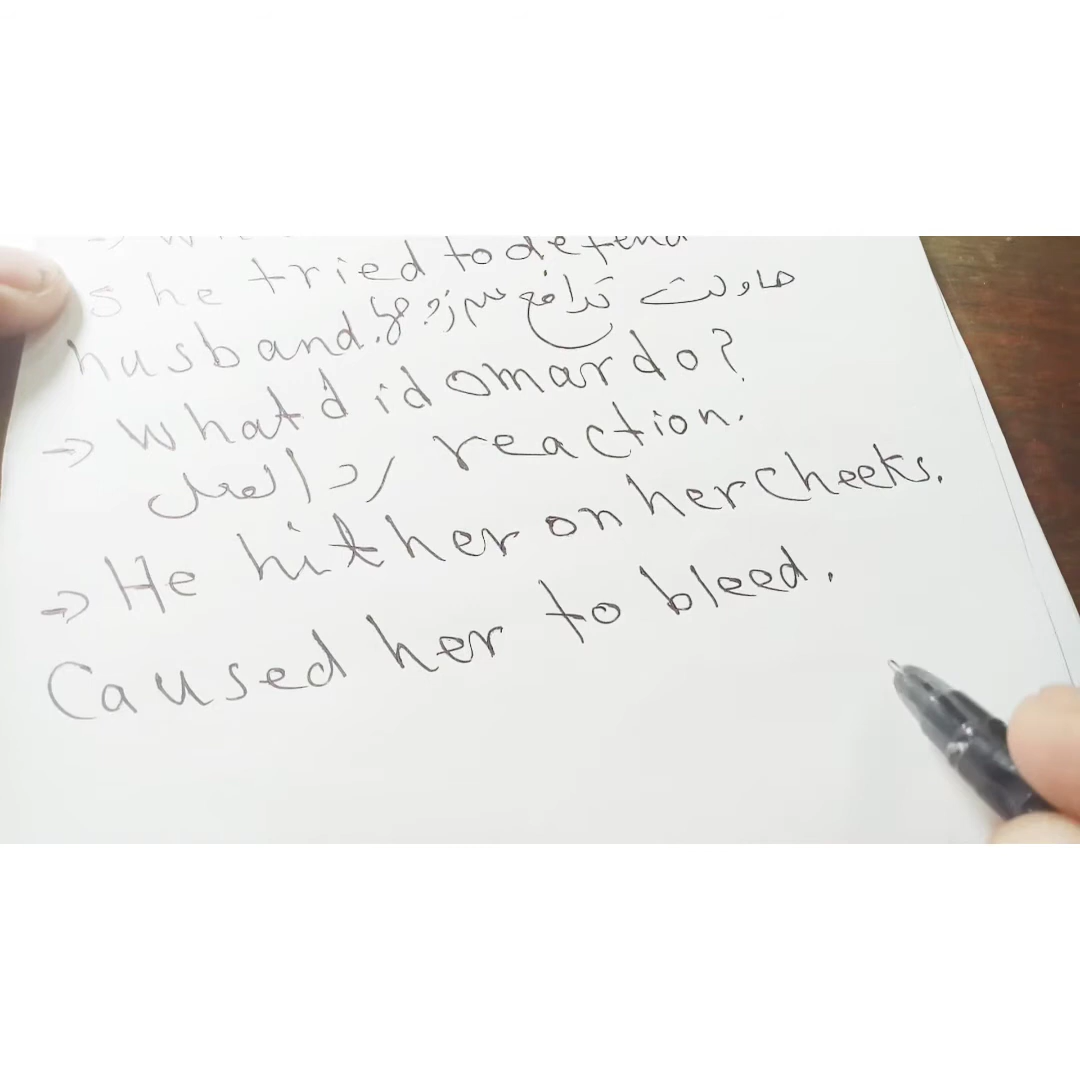 she tried to defend
husband. حاولت تدافع عن زوجها
→ What did omar do?
reaction. رد الفعل
→ He hit her on her cheeks.
Caused her to bleed.